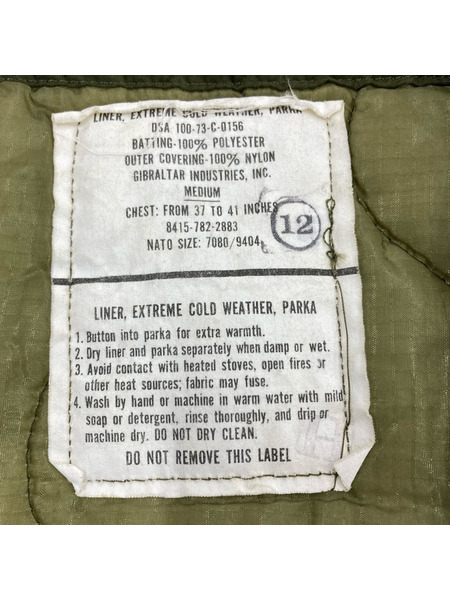 LINER, EXTREME COLD WEATHER, PARKA
DSA 100-73-C-0156
BATTING-100% POLYESTER
OUTER COVERING-100% NYLON
GIBRALTAR INDUSTRIES, INC.
MEDIUM
CHEST: FROM 37 TO 41 INCHES
12
8415-782-2883
NATO SIZE: 7080/9404
LINER, EXTREME COLD WEATHER, PARKA
1. Button into parka for extra warmth.
2. Dry liner and parka separately when damp or wet.
3. Avoid contact with heated stoves, open fires or
other heat sources; fabric may fuse.
4. Wash by hand or machine in warm water with mild
soap or detergent, rinse thoroughly, and drip or
machine dry. DO NOT DRY CLEAN.
DO NOT REMOVE THIS LABEL